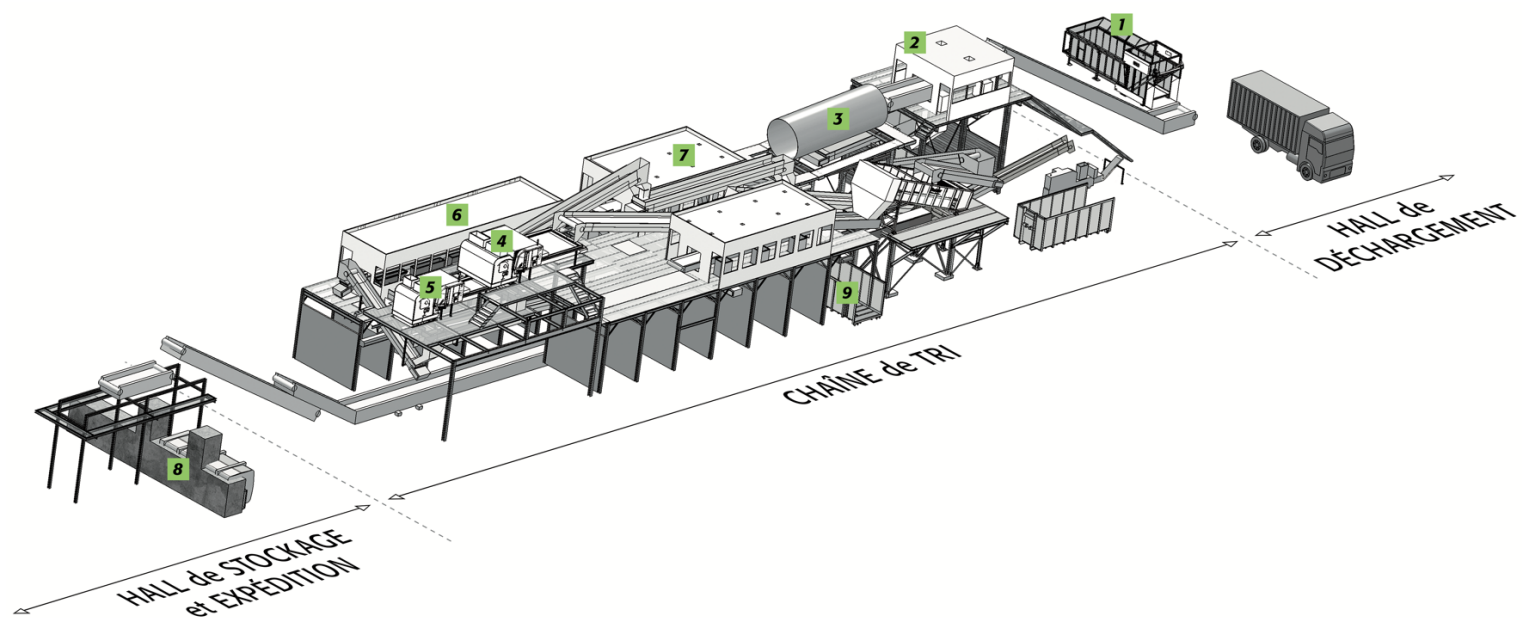 1
2
3
7
6
4
5
9
8
HALL de
DÉCHARGEMENT
CHAÎNE de TRI
HALL de STOCKAGE
et EXPÉDITION